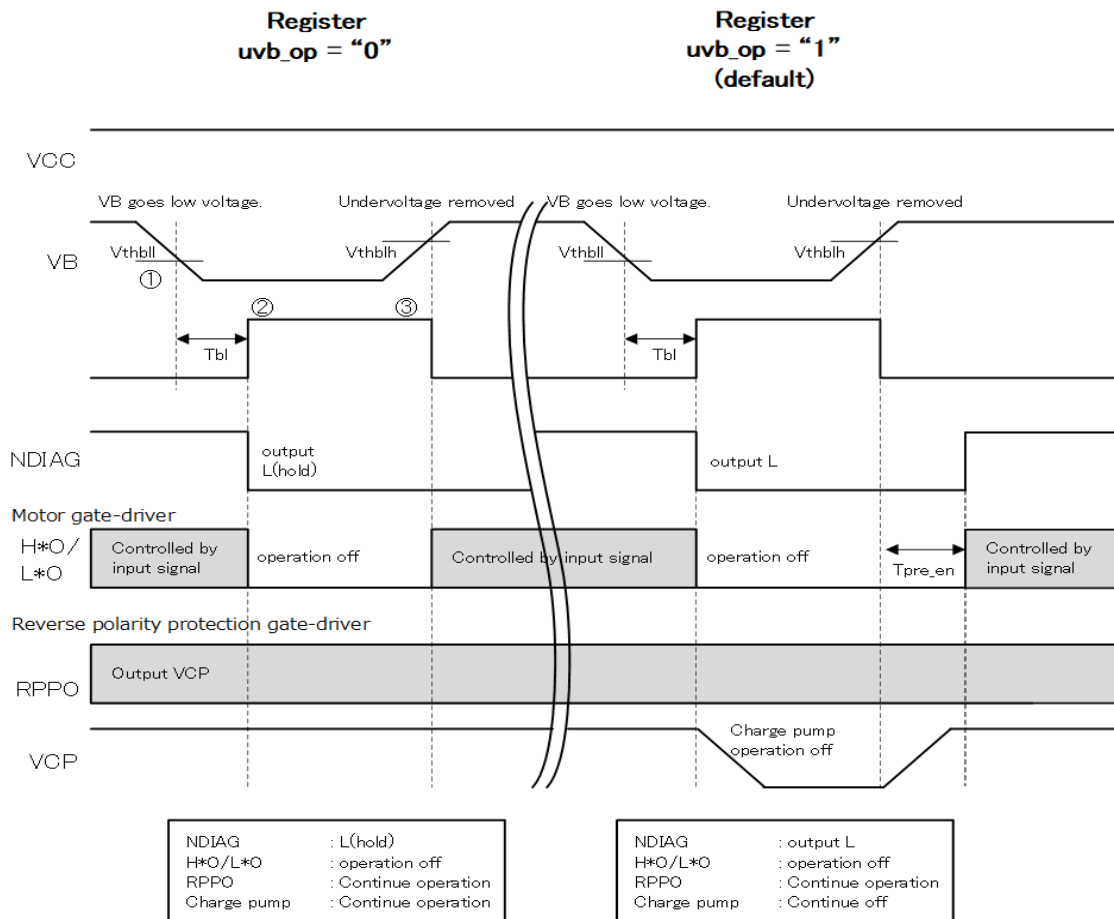 Register
uvb_op = “0”
Register
uvb_op = “1”
(default)
VCC
VB goes low voltage.
Undervoltage removed
VB goes low voltage.
Undervoltage removed
VB
Vthbll
Vthblh
Vthbll
Vthblh
①
②
③
Tbl
Tbl
NDIAG
output
L(hold)
output L
Motor gate-driver
H*O/
L*O
Controlled by
input signal
operation off
Controlled by input signal
operation off
Tpre_en
Controlled by
input signal
Reverse polarity protection gate-driver
RPPO
Output VCP
VCP
Charge pump
operation off
NDIAG : L(hold)
H*O/L*O : operation off
RPPO : Continue operation
Charge pump : Continue operation
NDIAG : output L
H*O/L*O : operation off
RPPO : Continue operation
Charge pump : Continue off